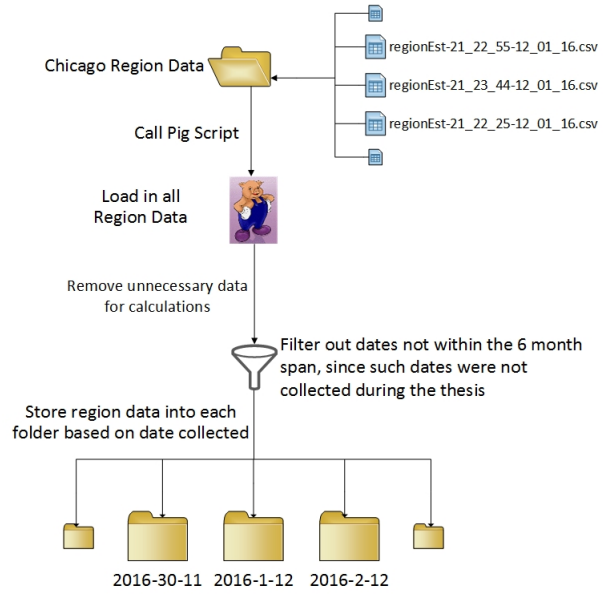 regionEst-21_22_55-12_01_16.csv
Chicago Region Data
regionEst-21_23_44-12_01_16.csv
regionEst-21_22_25-12_01_16.csv
Call Pig Script
Load in all
Region Data
Remove unnecessary data
for calculations
Filter out dates not within the 6 month
span, since such dates were not
collected during the thesis
Store region data into each
folder based on date collected
2016-30-11
2016-1-12
2016-2-12